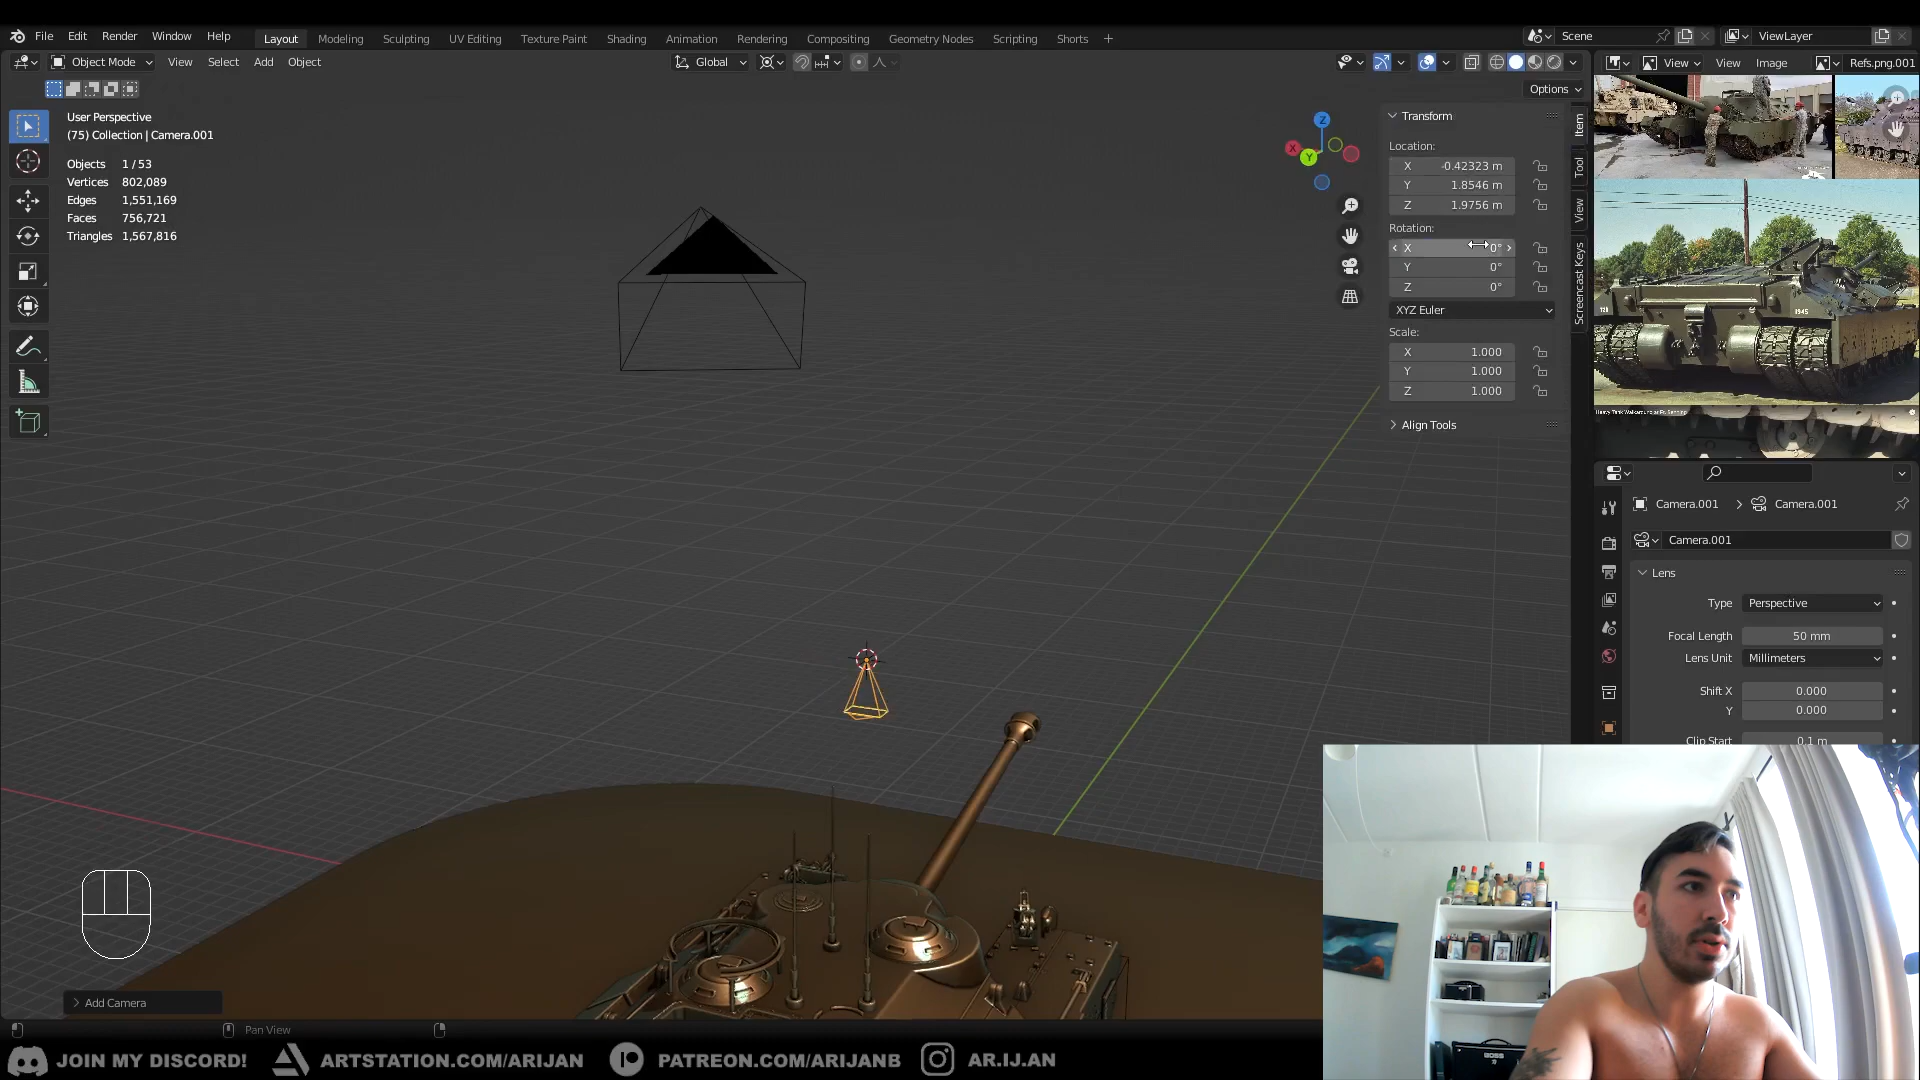 File Edit Render Window Help Layout Modeling Sculpting UV Editing Texture Paint Shading Animation Rendering Compositing Geometry Nodes Scripting Shorts + Scene ViewLayer
Object Mode View Select Add Object Global View View Image Refs.png.001
Options
User Perspective
(75) Collection | Camera.001
Objects 1 / 53
Vertices 802,089
Edges 1,551,169
Faces 756,721
Triangles 1,567,816
Z
X
Y
Transform
Location:
X -0.42323 m
Y 1.8546 m
Z 1.9756 m
Rotation:
X 0°
Y 0°
Z 0°
XYZ Euler
Scale:
X 1.000
Y 1.000
Z 1.000
Align Tools
Item
Tool
View
Screencast Keys
1945
Camera.001 > Camera.001
Camera.001
Lens
Type Perspective
Focal Length 50 mm
Lens Unit Millimeters
Shift X 0.000
Y 0.000
Clip Start 0.1 m
Add Camera
Pan View
BOSS
JOIN MY DISCORD! ARTSTATION.COM/ARIJAN PATREON.COM/ARIJANB AR.IJ.AN